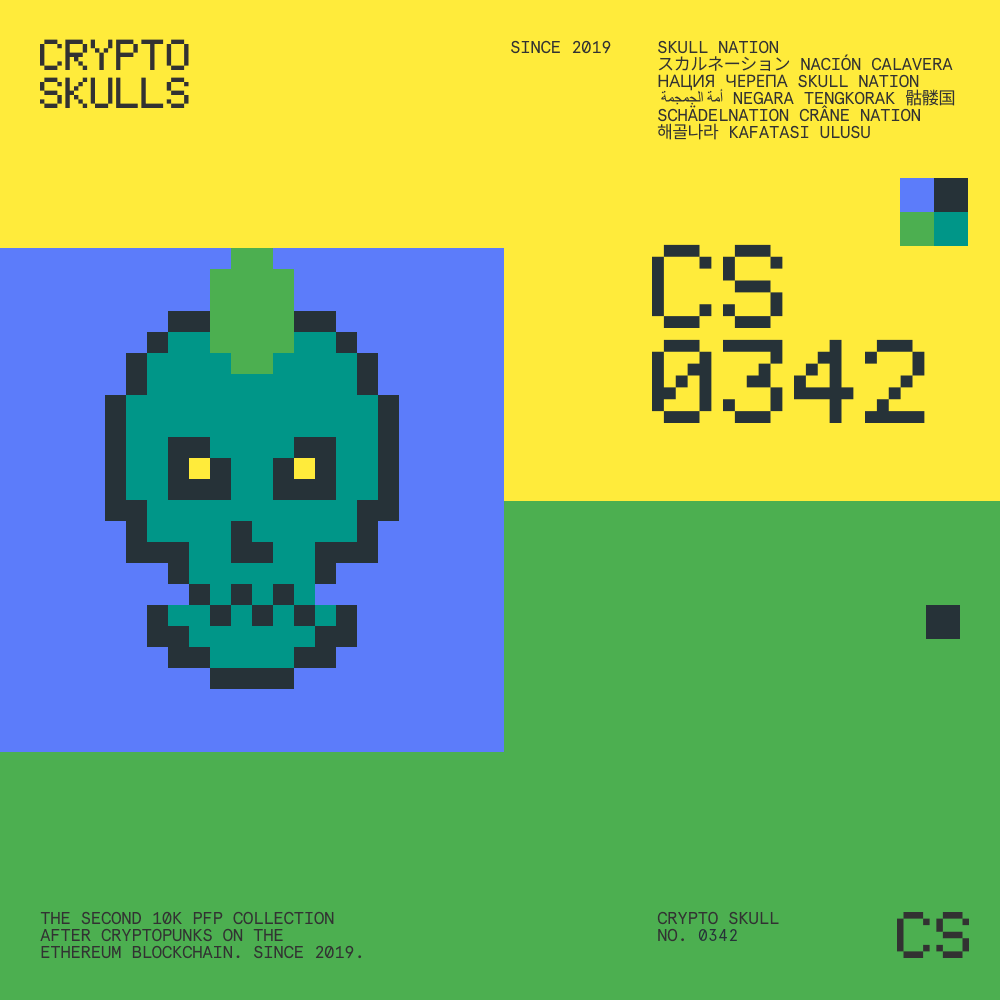 CRYPTO
SKULLS
SINCE 2019
SKULL NATION
スカルネーション NACIÓN CALAVERA
НАЦИЯ ЧЕРЕПА SKULL NATION
أمة الجمجمة NEGARA TENGKORAK 骷髅国
SCHÄDELNATION CRÂNE NATION
해골나라 KAFATASI ULUSU
CS
0342
THE SECOND 10K PFP COLLECTION
AFTER CRYPTOPUNKS ON THE
ETHEREUM BLOCKCHAIN. SINCE 2019.
CRYPTO SKULL
NO. 0342
CS